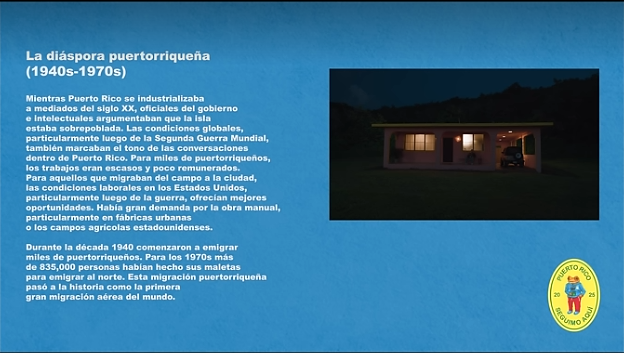 La diáspora puertorriqueña
(1940s-1970s)
Mientras Puerto Rico se industrializaba
a mediados del siglo XX, oficiales del gobierno
e intelectuales argumentaban que la isla
estaba sobrepoblada. Las condiciones globales,
particularmente luego de la Segunda Guerra Mundial,
también marcaban el tono de las conversaciones
dentro de Puerto Rico. Para miles de puertorriqueños,
los trabajos eran escasos y poco remunerados.
Para aquellos que migraban del campo a la ciudad,
las condiciones laborales en los Estados Unidos,
particularmente luego de la guerra, ofrecían mejores
oportunidades. Había gran demanda por la obra manual,
particularmente en fábricas urbanas
o los campos agrícolas estadounidenses.
Durante la década 1940 comenzaron a emigrar
miles de puertorriqueños. Para los 1970s más
de 835,000 personas habían hecho sus maletas
para emigrar al norte. Esta migración puertorriqueña
pasó a la historia como la primera
gran migración aérea del mundo.
PUERTO RICO
20 25
SEGUIMO AQUÍ